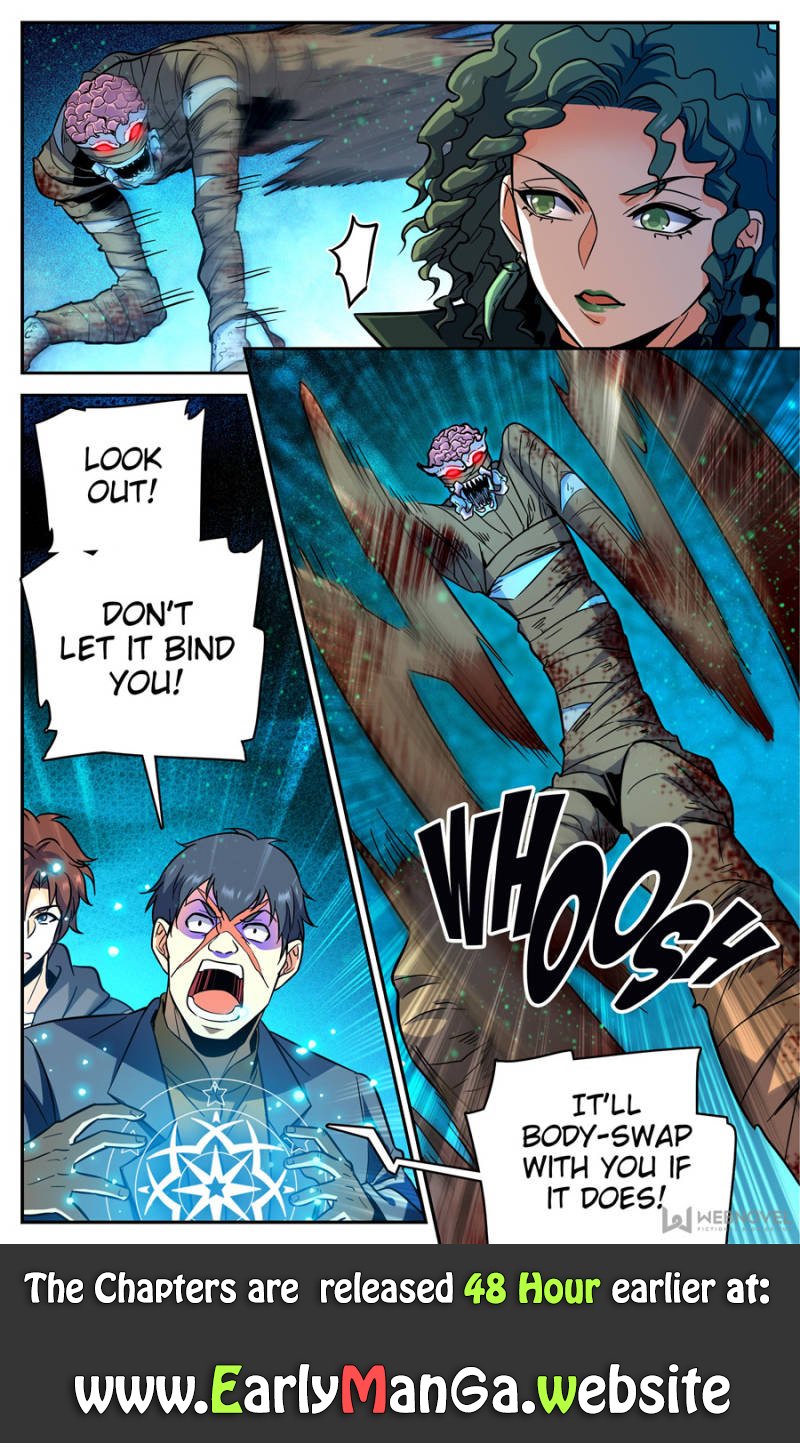 LOOK
OUT!
DON'T
LET IT BIND
YOU!
WHOOSH
IT'LL
BODY-SWAP
WITH YOU IF
IT DOES!
WEBNOVEL
The Chapters are released 48 Hour earlier at:
www.EarlyManGa.website